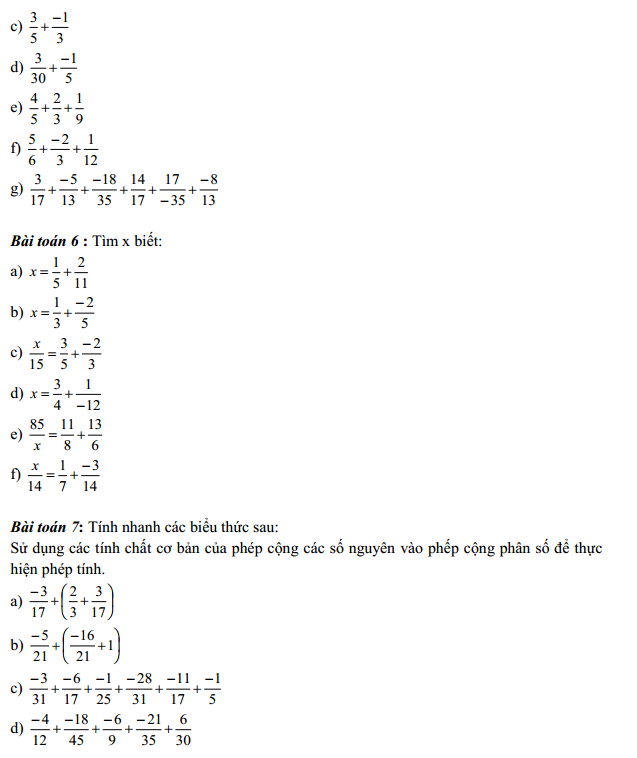 c) 3/5 + -1/3
d) 3/30 + -1/5
e) 4/5 + 2/3 + 1/9
f) 5/6 + -2/3 + 1/12
g) 3/17 + -5/13 + -18/35 + 14/17 + 17/-35 + -8/13
Bài toán 6 : Tìm x biết:
a) x = 1/5 + 2/11
b) x = 1/3 + -2/5
c) x/15 = 3/5 + -2/3
d) x = 3/4 + 1/-12
e) 85/x = 11/8 + 13/6
f) x/14 = 1/7 + -3/14
Bài toán 7: Tính nhanh các biểu thức sau:
Sử dụng các tính chất cơ bản của phép cộng các số nguyên vào phếp cộng phân số để thực
hiện phép tính.
a) -3/17 + (2/3 + 3/17)
b) -5/21 + (-16/21 + 1)
c) -3/31 + -6/17 + -1/25 + -28/31 + -11/17 + -1/5
d) -4/12 + -18/45 + -6/9 + -21/35 + 6/30